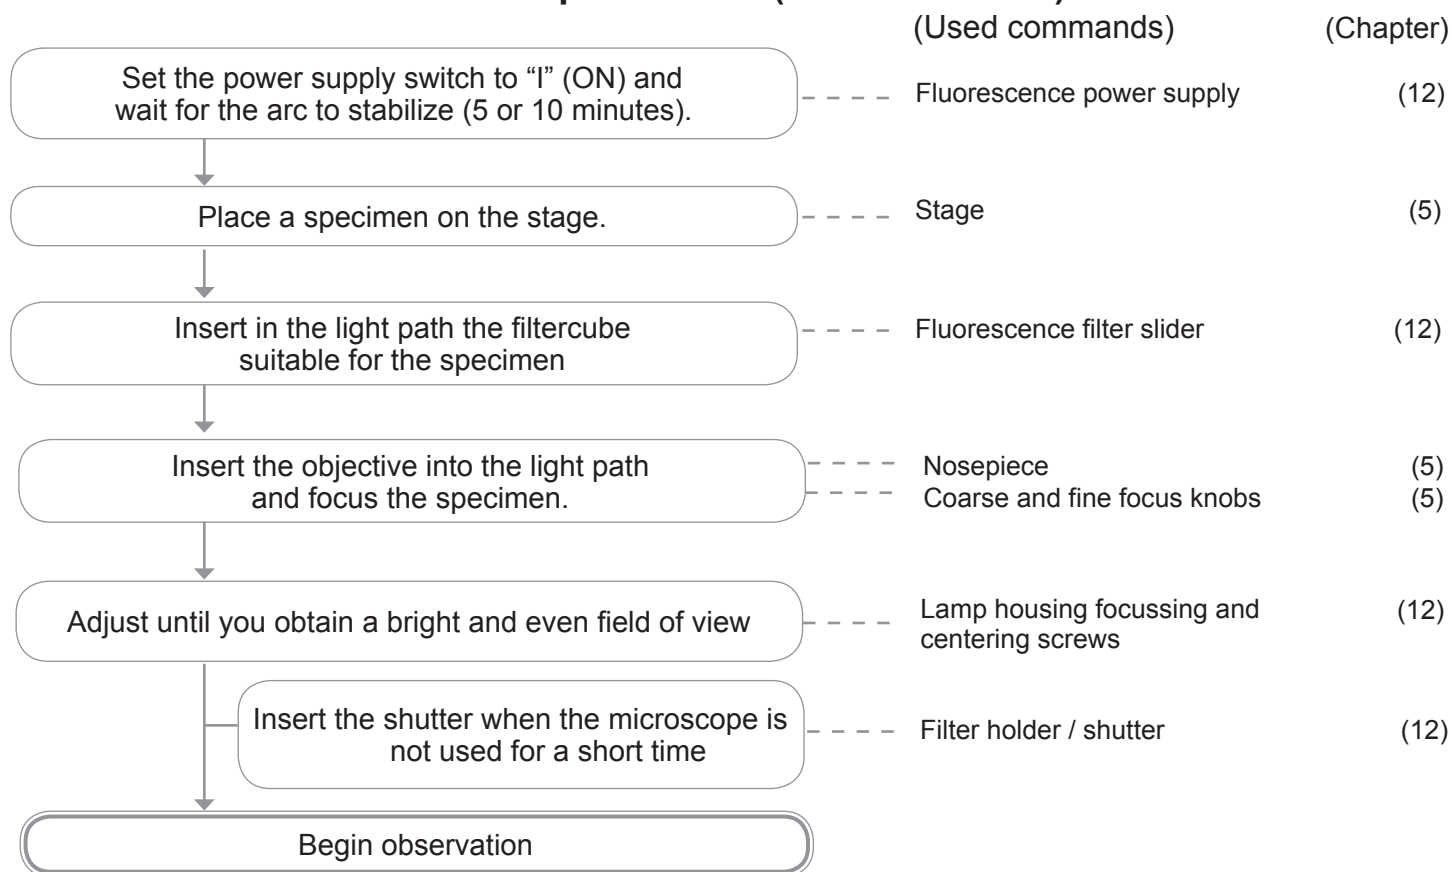 (Used commands) (Chapter)
Set the power supply switch to “I” (ON) and
wait for the arc to stabilize (5 or 10 minutes).
Fluorescence power supply (12)
Place a specimen on the stage.
Stage (5)
Insert in the light path the filtercube
suitable for the specimen
Fluorescence filter slider (12)
Insert the objective into the light path
and focus the specimen.
Nosepiece (5)
Coarse and fine focus knobs (5)
Adjust until you obtain a bright and even field of view
Lamp housing focussing and
centering screws
(12)
Insert the shutter when the microscope is
not used for a short time
Filter holder / shutter (12)
Begin observation